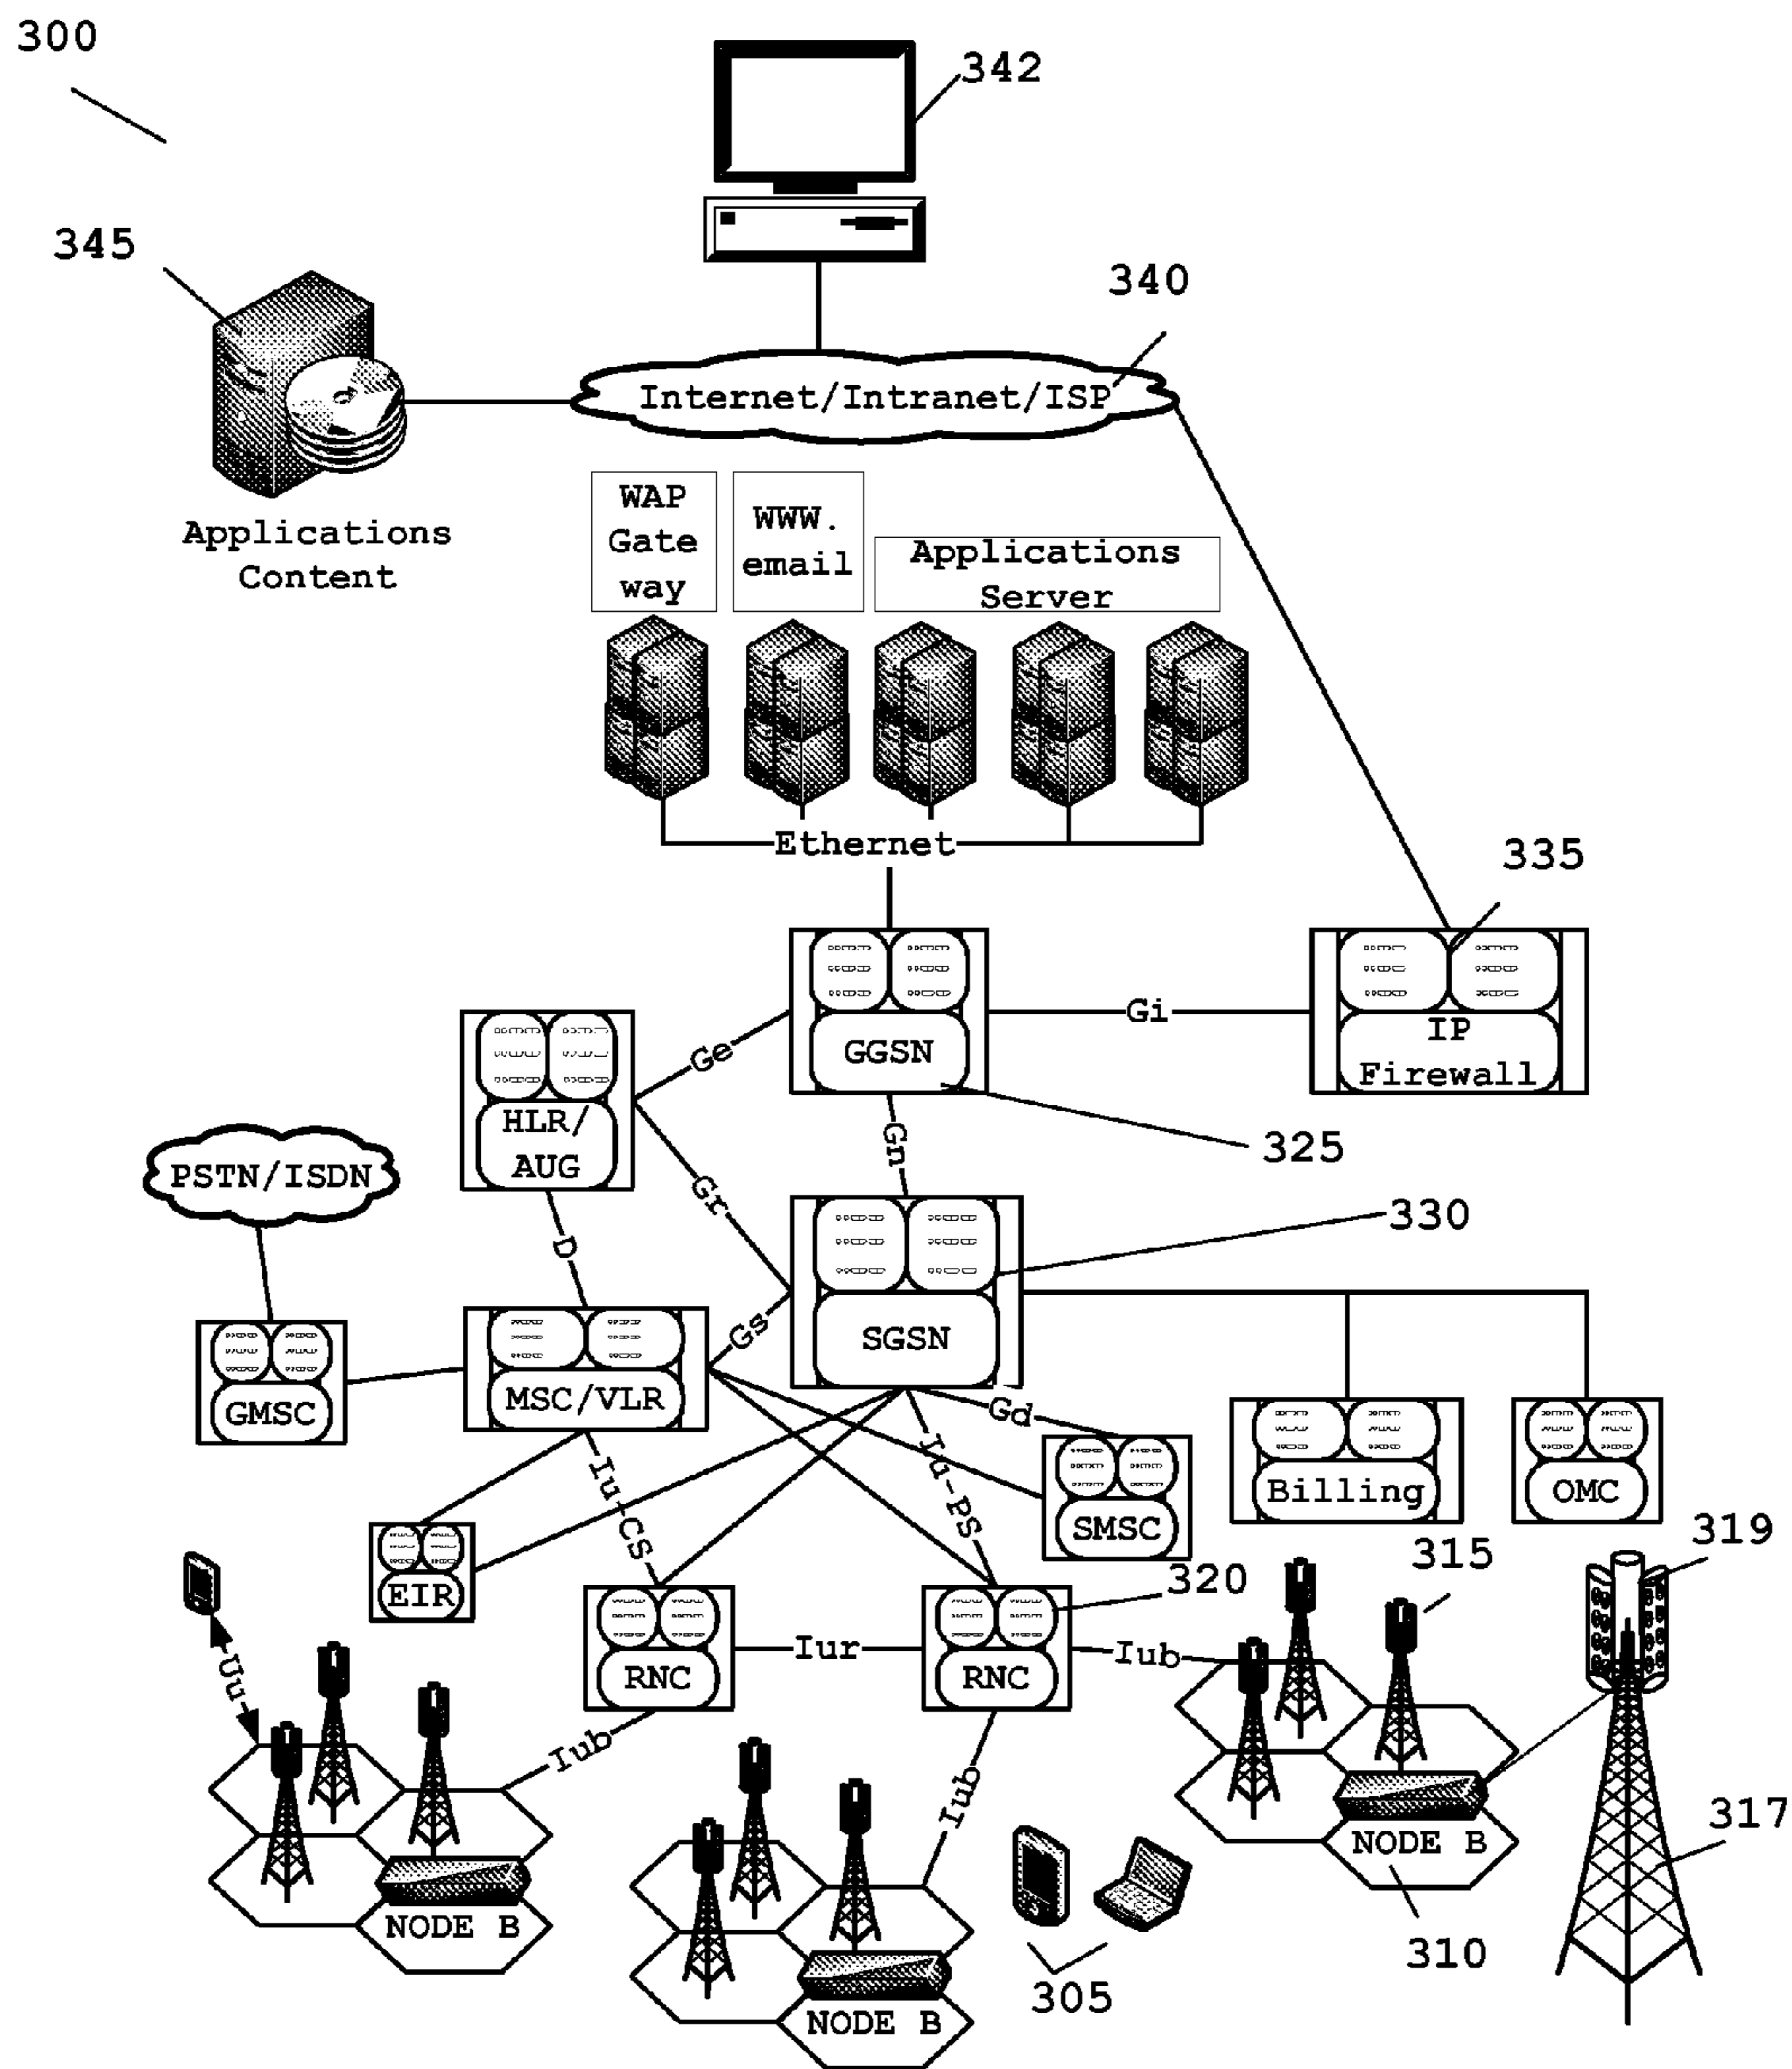 300
342
345
340
Internet/Intranet/ISP
Applications
Content
WAP
Gate
way
WWW.
email
Applications
Server
Ethernet
335
GGSN
Gi
IP
Firewall
Ge
HLR/
AUG
325
Gn
PSTN/ISDN
Gr
330
D
Gs
SGSN
GMSC
MSC/VLR
Gd
Iu-CS
Iu-PS
SMSC
Billing
OMC
319
315
320
EIR
Uu
RNC
Iur
RNC
Iub
Iub
Iub
317
NODE B
310
NODE B
305
NODE B